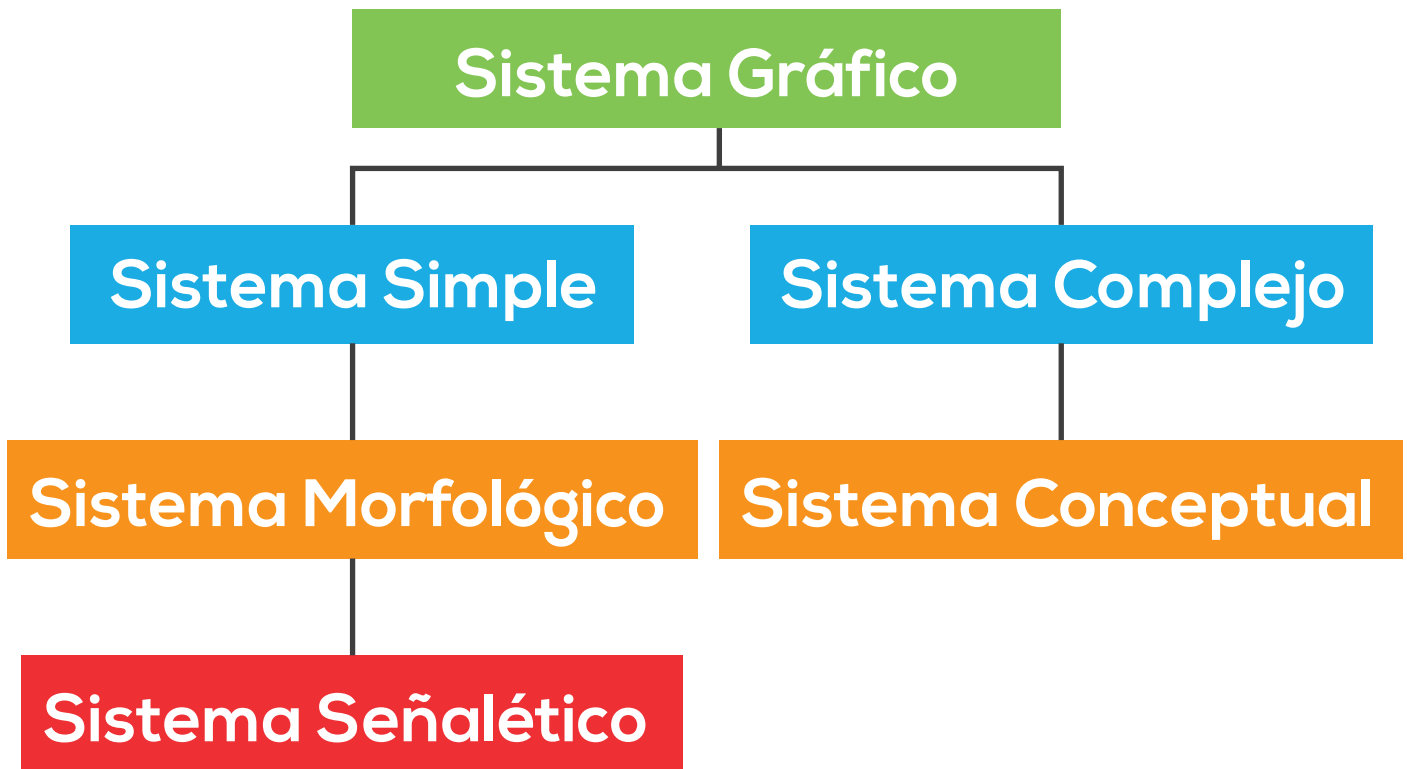 Sistema Gráfico
Sistema Simple
Sistema Complejo
Sistema Morfológico
Sistema Conceptual
Sistema Señalético